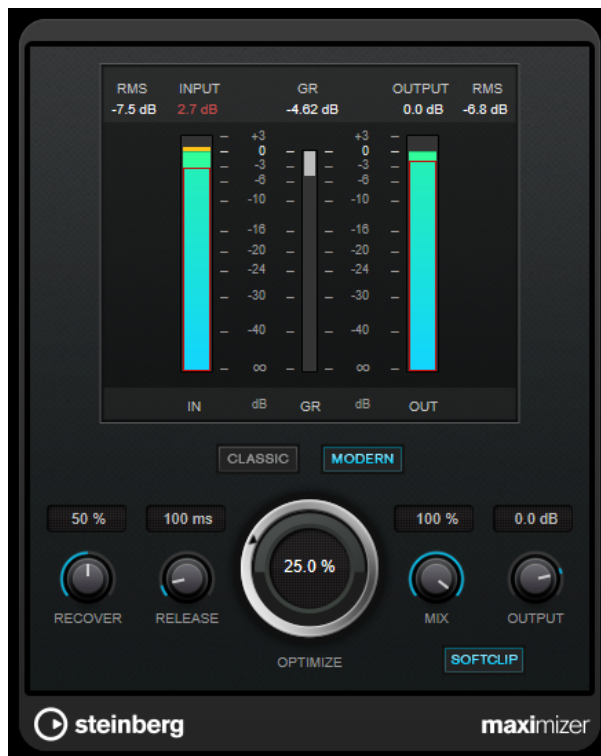 RMS INPUT GR OUTPUT RMS
-7.5 dB 2.7 dB -4.62 dB 0.0 dB -6.8 dB
+3 +3
0 0
-3 -3
-6 -6
-10 -10
-16 -16
-20 -20
-24 -24
-30 -30
-40 -40
∞ ∞
IN dB GR dB OUT
CLASSIC MODERN
50 % 100 ms 100 % 0.0 dB
25.0 %
RECOVER RELEASE MIX OUTPUT
OPTIMIZE SOFTCLIP
steinberg maximizer